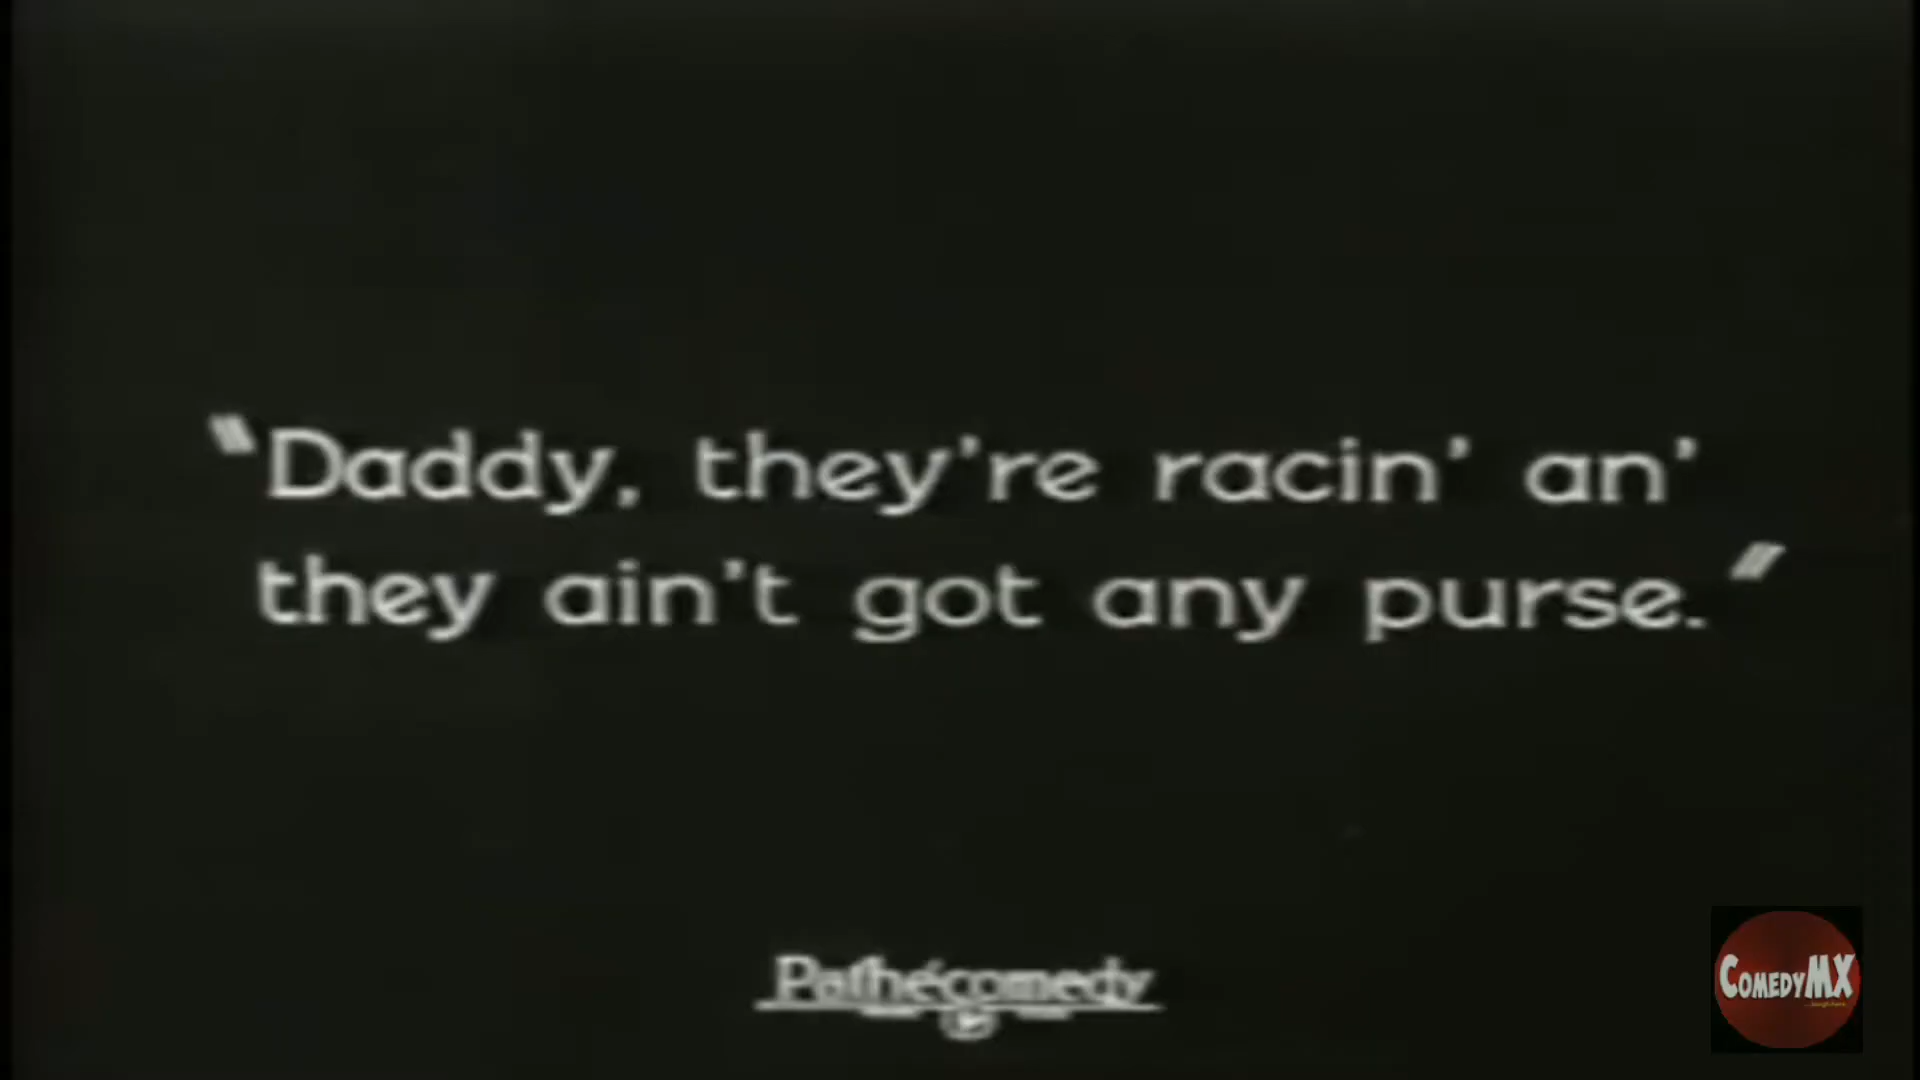 "Daddy, they're racin' an'
they ain't got any purse."
Pathécomedy
COMEDYMX